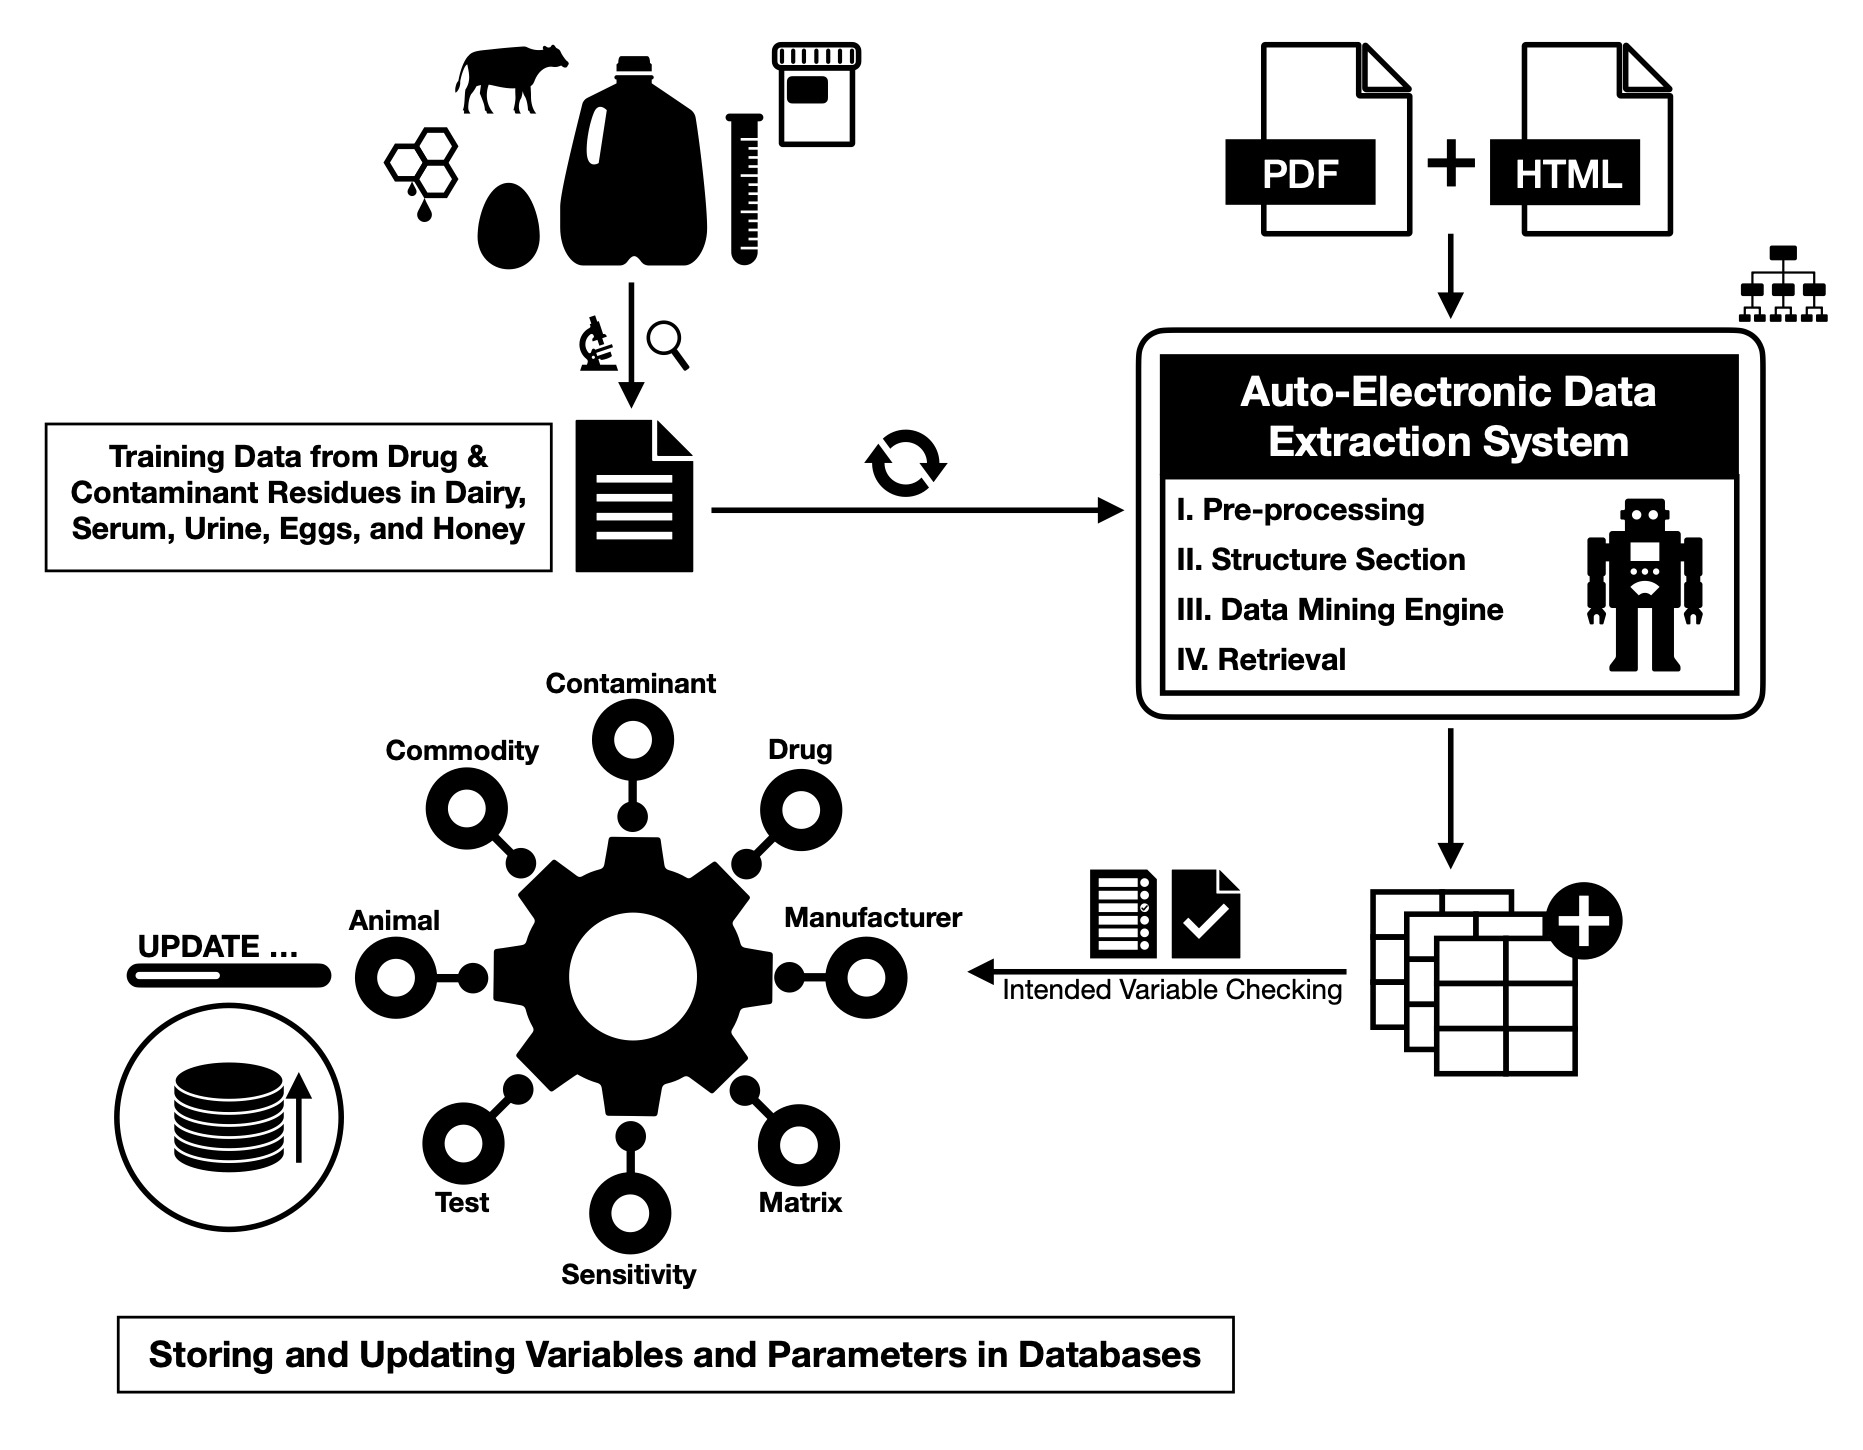 PDF
HTML
Auto-Electronic Data
Extraction System
I. Pre-processing
II. Structure Section
III. Data Mining Engine
IV. Retrieval
Training Data from Drug &
Contaminant Residues in Dairy,
Serum, Urine, Eggs, and Honey
Contaminant
Commodity
Drug
Animal
Manufacturer
UPDATE ...
Intended Variable Checking
Test
Matrix
Sensitivity
Storing and Updating Variables and Parameters in Databases